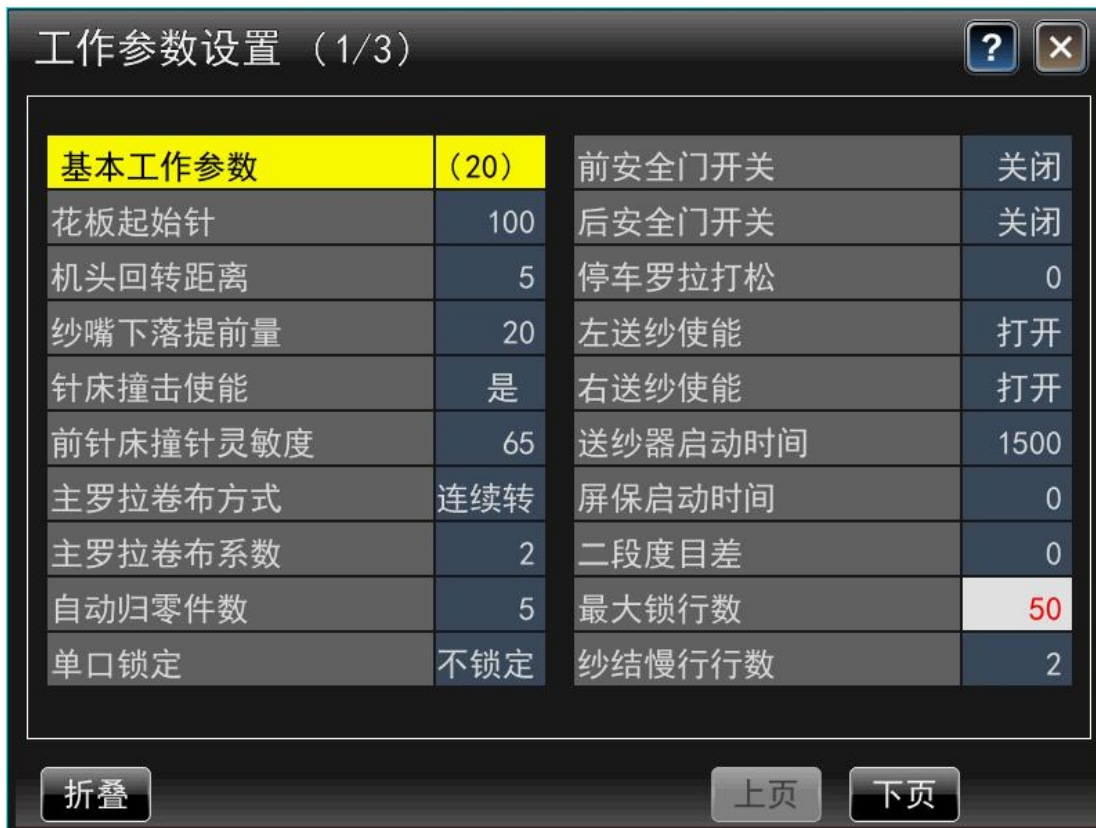 工作参数设置 (1/3)
?
×
基本工作参数 (20)
花板起始针 100
机头回转距离 5
纱嘴下落提前量 20
针床撞击使能 是
前针床撞针灵敏度 65
主罗拉卷布方式 连续转
主罗拉卷布系数 2
自动归零件数 5
单口锁定 不锁定
前安全门开关 关闭
后安全门开关 关闭
停车罗拉打松 0
左送纱使能 打开
右送纱使能 打开
送纱器启动时间 1500
屏保启动时间 0
二段度目差 0
最大锁行数 50
纱结慢行行数 2
折叠
上页
下页